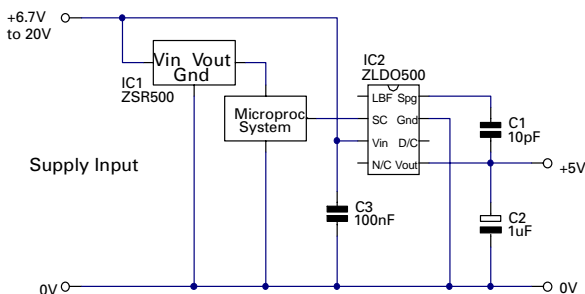 +6.7V
to 20V
Vin Vout
Gnd
IC1
ZSR500
Microproc
System
IC2
ZLDO500
LBF Spg
SC Gnd
Vin D/C
N/C Vout
C1
10pF
Supply Input
+5V
C3
100nF
C2
1uF
0V
0V